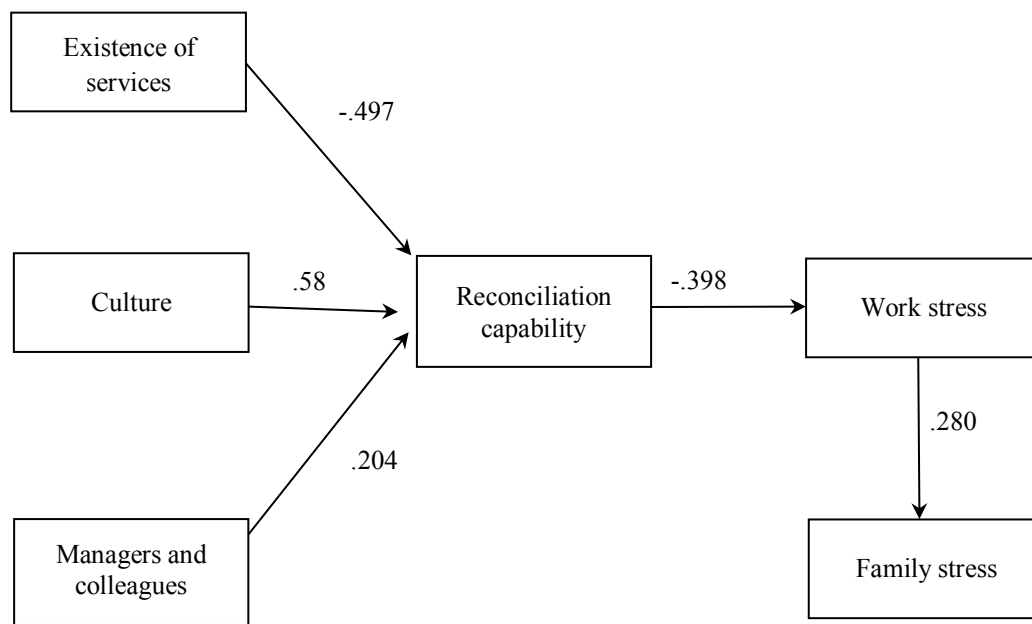 Existence of
services
-.497
Culture
.58
Reconciliation
capability
-.398
Work stress
.204
.280
Managers and
colleagues
Family stress